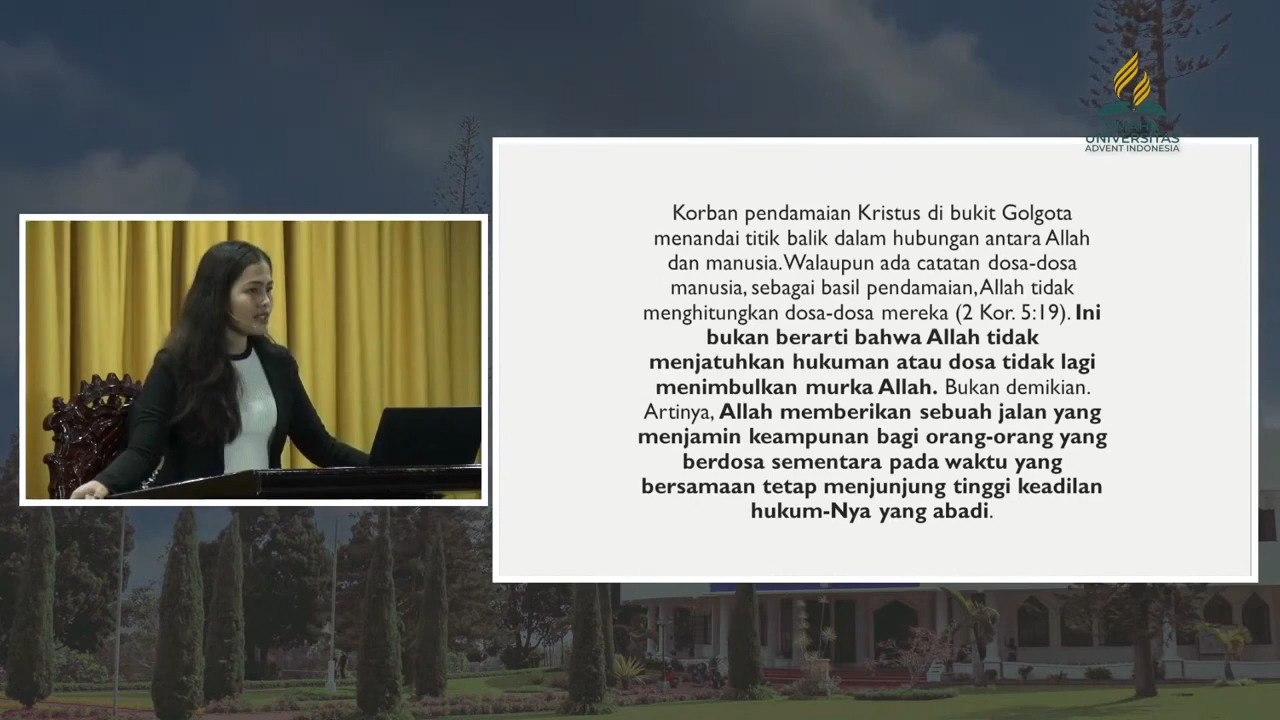 UNIVERSITAS
ADVENT INDONESIA
Korban pendamaian Kristus di bukit Golgota
menandai titik balik dalam hubungan antara Allah
dan manusia. Walaupun ada catatan dosa-dosa
manusia, sebagai basil pendamaian, Allah tidak
menghitungkan dosa-dosa mereka (2 Kor. 5:19). Ini
bukan berarti bahwa Allah tidak
menjatuhkan hukuman atau dosa tidak lagi
menimbulkan murka Allah. Bukan demikian.
Artinya, Allah memberikan sebuah jalan yang
menjamin keampunan bagi orang-orang yang
berdosa sementara pada waktu yang
bersamaan tetap menjunjung tinggi keadilan
hukum-Nya yang abadi.